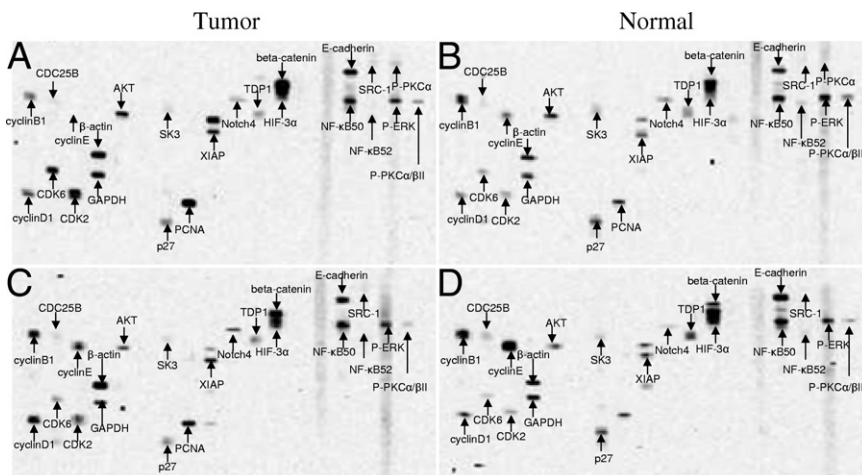 Tumor
Normal
A
CDC25B
AKT
cyclinB1
β-actin
cyclinE
CDK6
cyclinD1
CDK2
GAPDH
SK3
p27
PCNA
XIAP
Notch4
TDP1
beta-catenin
HIF-3α
E-cadherin
SRC-1
P-PKCα
NF-κB50
NF-κB52
P-ERK
P-PKCα/βII
B
CDC25B
AKT
cyclinB1
cyclinE
β-actin
CDK6
cyclinD1
CDK2
GAPDH
SK3
p27
PCNA
XIAP
Notch4
TDP1
beta-catenin
HIF-3α
E-cadherin
SRC-1
P-PKCα
NF-κB50
NF-κB52
P-ERK
P-PKCα/βII
C
CDC25B
AKT
cyclinB1
cyclinE
β-actin
CDK6
cyclinD1
CDK2
GAPDH
SK3
p27
PCNA
XIAP
Notch4
TDP1
beta-catenin
HIF-3α
E-cadherin
SRC-1
NF-κB50
NF-κB52
P-ERK
P-PKCα/βII
D
CDC25B
AKT
cyclinB1
cyclinE
β-actin
CDK6
cyclinD1
CDK2
GAPDH
SK3
p27
XIAP
Notch4
TDP1
beta-catenin
HIF-3α
E-cadherin
SRC-1
NF-κB50
NF-κB52
P-ERK
P-PKCα/βII